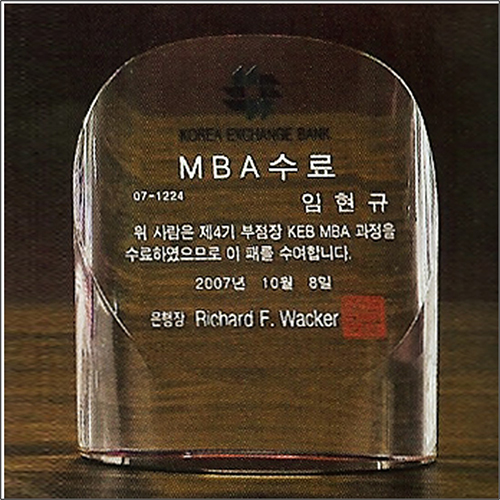 KOREA EXCHANGE BANK
MBA수료
07-1224
임현규
위 사람은 제4기 부점장 KEB MBA 과정을
수료하였으므로 이 패를 수여합니다.
2007년 10월 8일
은행장 Richard F. Wacker